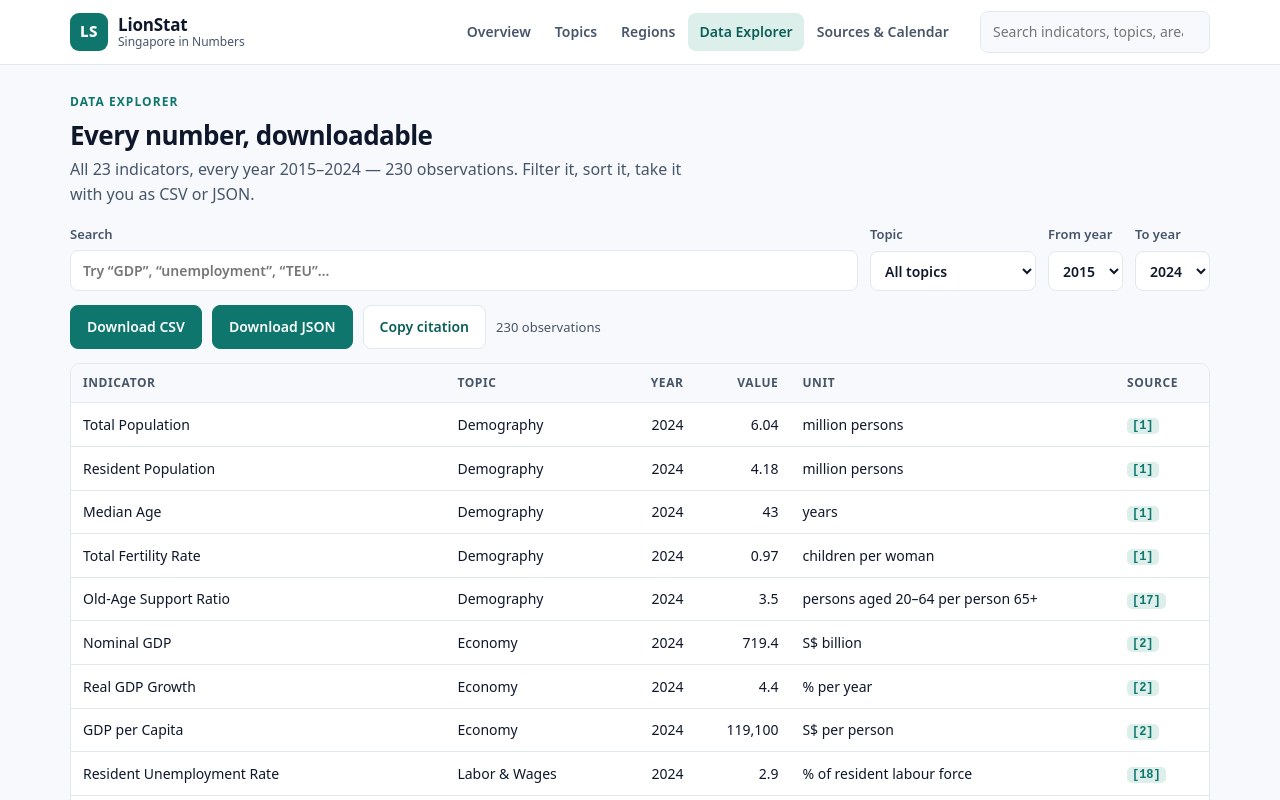 LS
LionStat
Singapore in Numbers
Overview Topics Regions Data Explorer Sources & Calendar
Search indicators, topics, area
DATA EXPLORER
Every number, downloadable
All 23 indicators, every year 2015–2024 — 230 observations. Filter it, sort it, take it
with you as CSV or JSON.
Search Topic From year To year
Try “GDP”, “unemployment”, “TEU”… All topics 2015 2024
Download CSV Download JSON Copy citation 230 observations
INDICATOR TOPIC YEAR VALUE UNIT SOURCE
Total Population Demography 2024 6.04 million persons [1]
Resident Population Demography 2024 4.18 million persons [1]
Median Age Demography 2024 43 years [1]
Total Fertility Rate Demography 2024 0.97 children per woman [1]
Old-Age Support Ratio Demography 2024 3.5 persons aged 20–64 per person 65+ [17]
Nominal GDP Economy 2024 719.4 S$ billion [2]
Real GDP Growth Economy 2024 4.4 % per year [2]
GDP per Capita Economy 2024 119,100 S$ per person [2]
Resident Unemployment Rate Labor & Wages 2024 2.9 % of resident labour force [18]